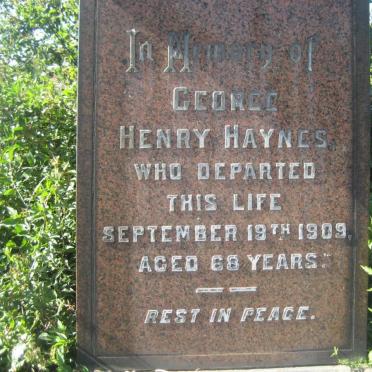 In Memory of
GEORGE
HENRY HAYNES,
WHO DEPARTED
THIS LIFE
SEPTEMBER 19TH 1909,
AGED 68 YEARS.
REST IN PEACE.